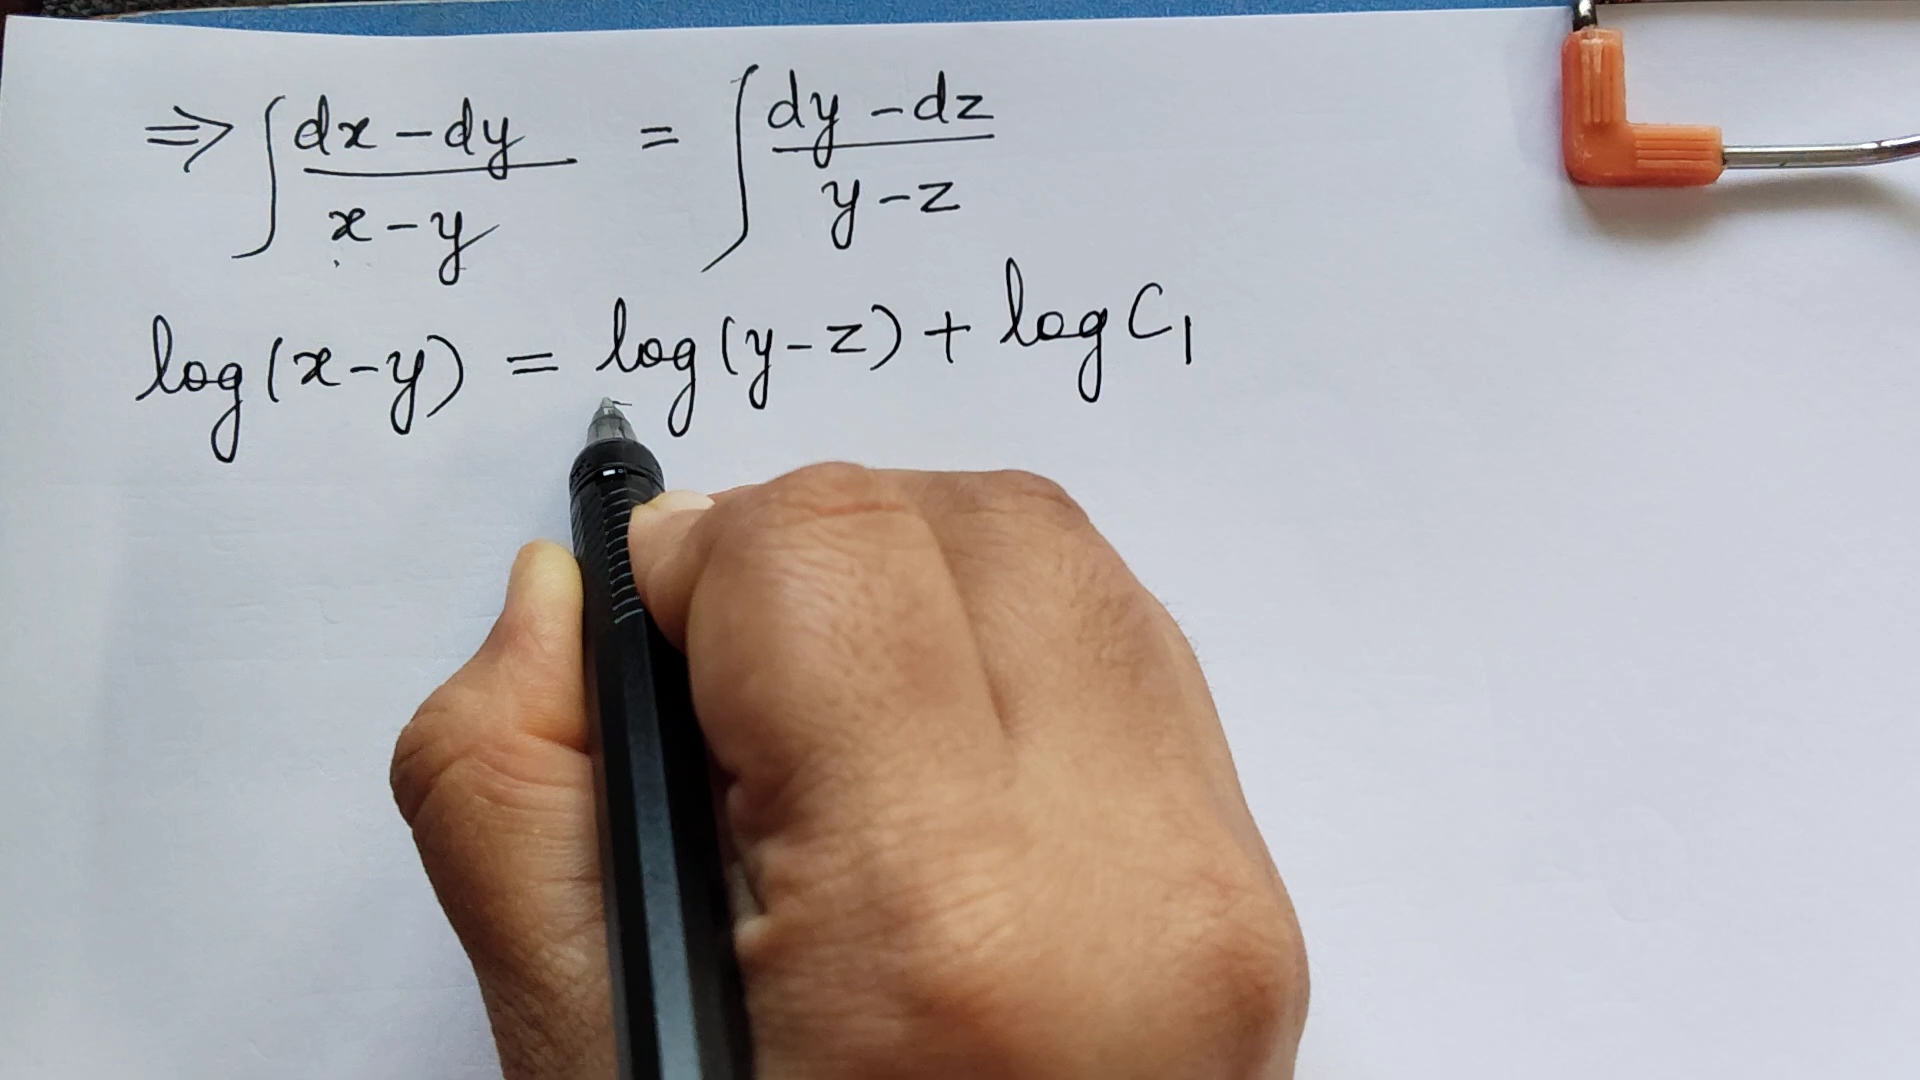 ⇒ ∫ dx - dy / x - y = ∫ dy - dz / y - z
log(x-y) = log(y-z) + log C₁